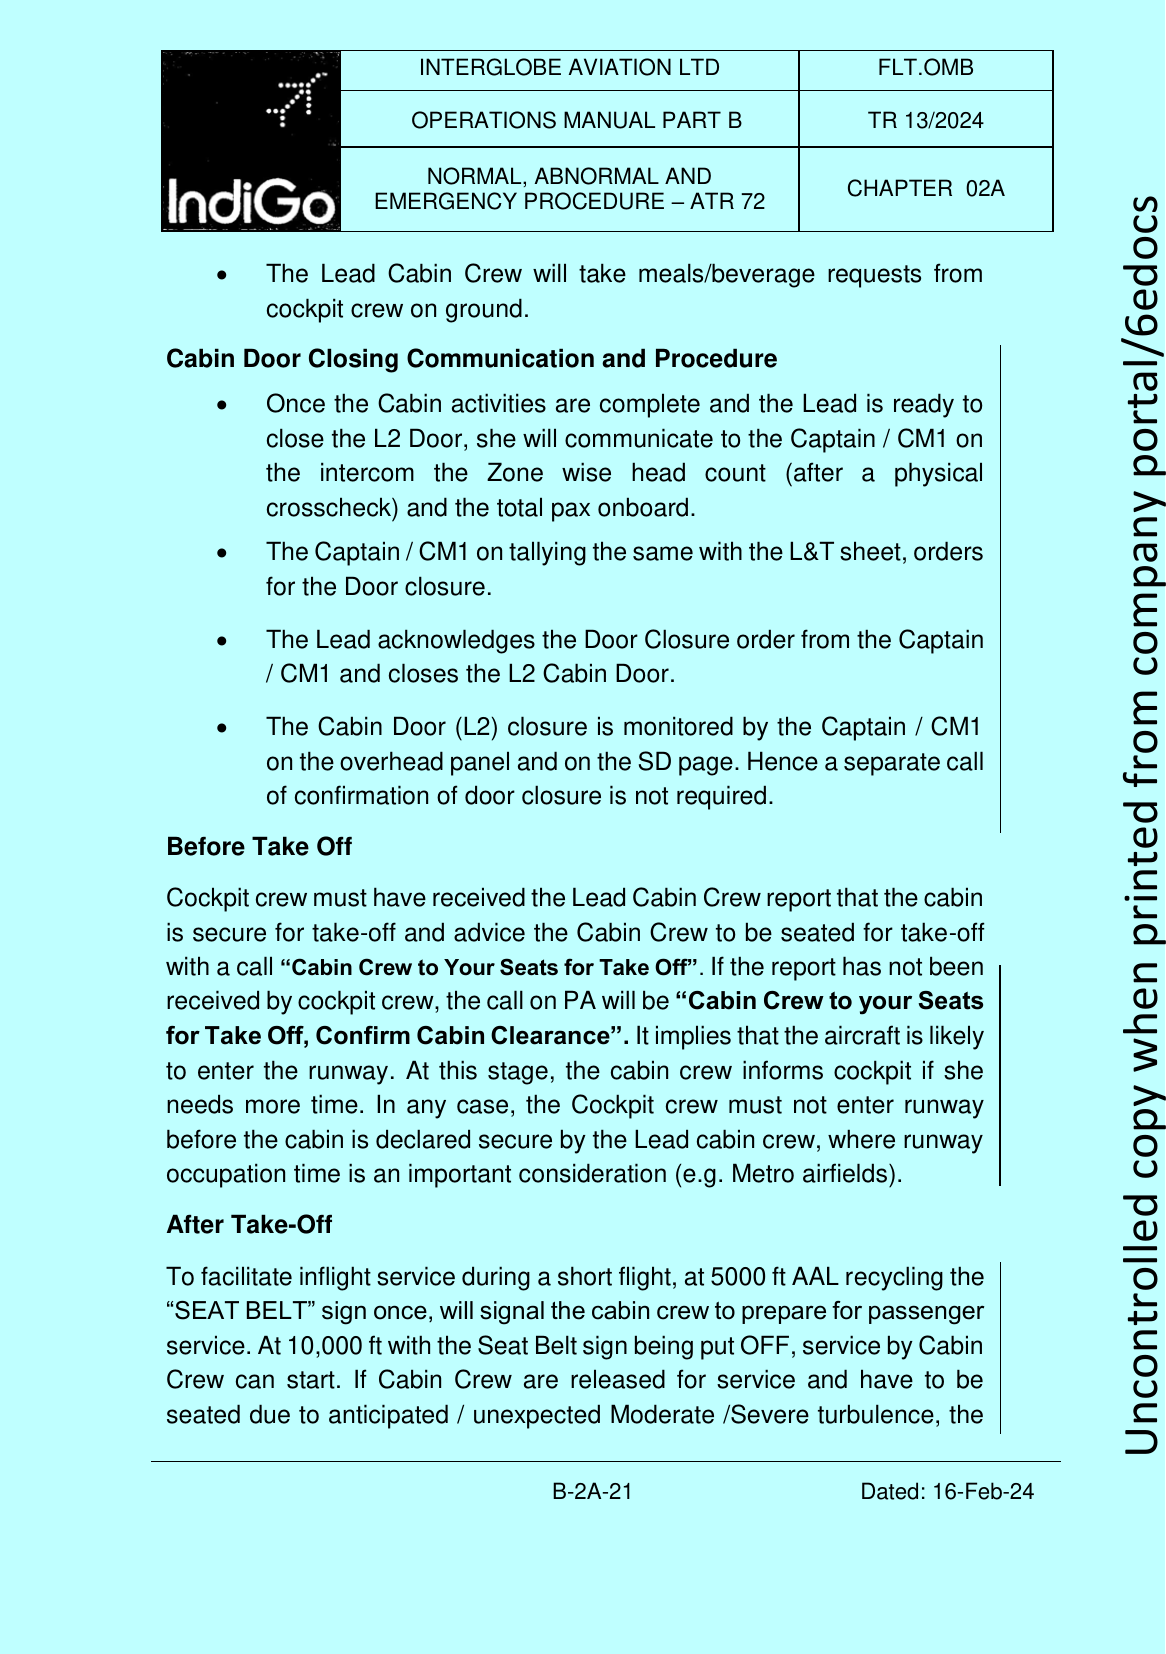 INTERGLOBE AVIATION LTD
FLT.OMB
OPERATIONS MANUAL PART B
TR 13/2024
IndiGo
NORMAL, ABNORMAL AND
EMERGENCY PROCEDURE – ATR 72
CHAPTER 02A
• The Lead Cabin Crew will take meals/beverage requests from
cockpit crew on ground.
Cabin Door Closing Communication and Procedure
• Once the Cabin activities are complete and the Lead is ready to
close the L2 Door, she will communicate to the Captain / CM1 on
the intercom the Zone wise head count (after a physical
crosscheck) and the total pax onboard.
• The Captain / CM1 on tallying the same with the L&T sheet, orders
for the Door closure.
• The Lead acknowledges the Door Closure order from the Captain
/ CM1 and closes the L2 Cabin Door.
• The Cabin Door (L2) closure is monitored by the Captain / CM1
on the overhead panel and on the SD page. Hence a separate call
of confirmation of door closure is not required.
Before Take Off
Cockpit crew must have received the Lead Cabin Crew report that the cabin
is secure for take-off and advice the Cabin Crew to be seated for take-off
with a call “Cabin Crew to Your Seats for Take Off”. If the report has not been
received by cockpit crew, the call on PA will be “Cabin Crew to your Seats
for Take Off, Confirm Cabin Clearance”. It implies that the aircraft is likely
to enter the runway. At this stage, the cabin crew informs cockpit if she
needs more time. In any case, the Cockpit crew must not enter runway
before the cabin is declared secure by the Lead cabin crew, where runway
occupation time is an important consideration (e.g. Metro airfields).
After Take-Off
To facilitate inflight service during a short flight, at 5000 ft AAL recycling the
“SEAT BELT” sign once, will signal the cabin crew to prepare for passenger
service. At 10,000 ft with the Seat Belt sign being put OFF, service by Cabin
Crew can start. If Cabin Crew are released for service and have to be
seated due to anticipated / unexpected Moderate /Severe turbulence, the
B-2A-21
Dated: 16-Feb-24
Uncontrolled copy when printed from company portal/6edocs